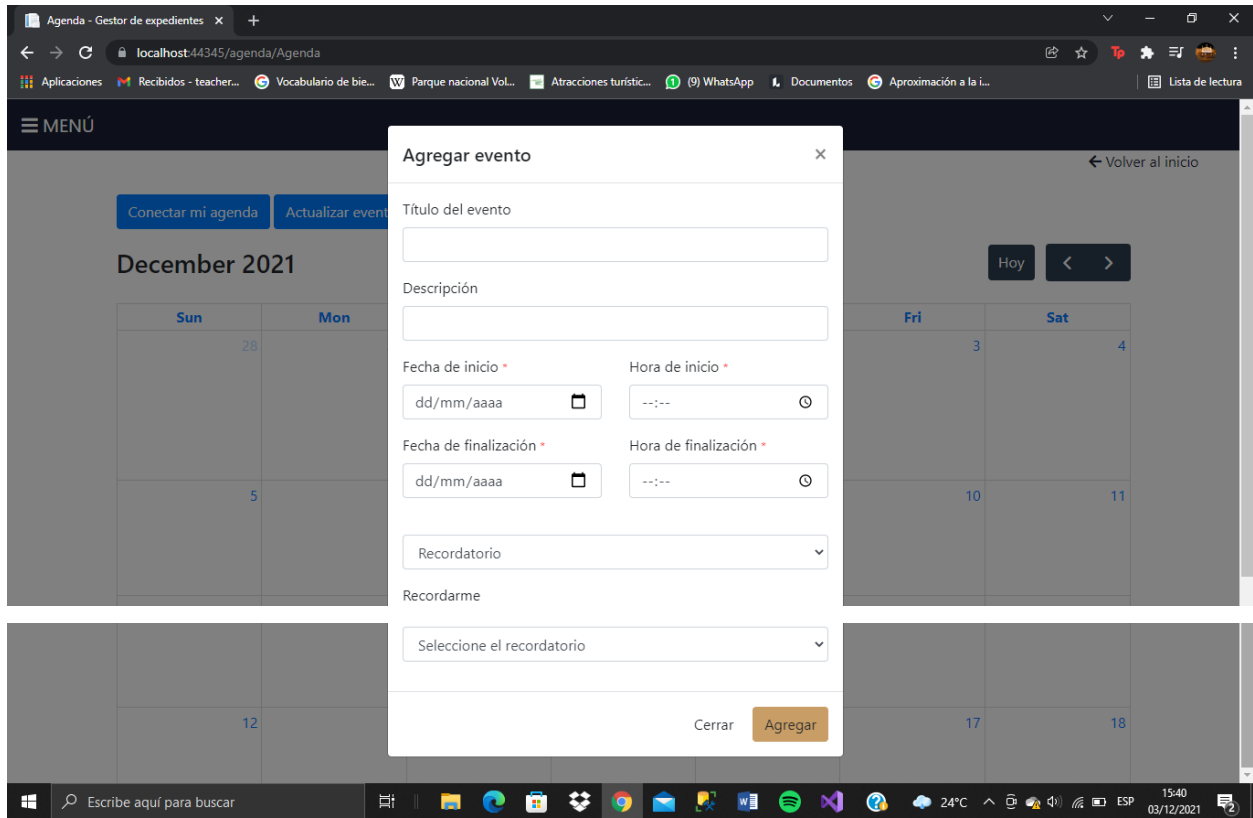 Agenda - Gestor de expedientes
localhost:44345/agenda/Agenda
Aplicaciones Recibidos - teacher... Vocabulario de bie... Parque nacional Vol... Atracciones turístic... (9) WhatsApp Documentos Aproximación a la i... Lista de lectura
MENÚ
Volver al inicio
Conectar mi agenda Actualizar event
December 2021
Hoy
Sun Mon Fri Sat
28 3 4
5 10 11
12 17 18
Agregar evento
Título del evento
Descripción
Fecha de inicio * Hora de inicio *
dd/mm/aaaa --:--
Fecha de finalización * Hora de finalización *
dd/mm/aaaa --:--
Recordatorio
Recordarme
Seleccione el recordatorio
Cerrar Agregar
Escribe aquí para buscar
24°C ESP 15:40
03/12/2021